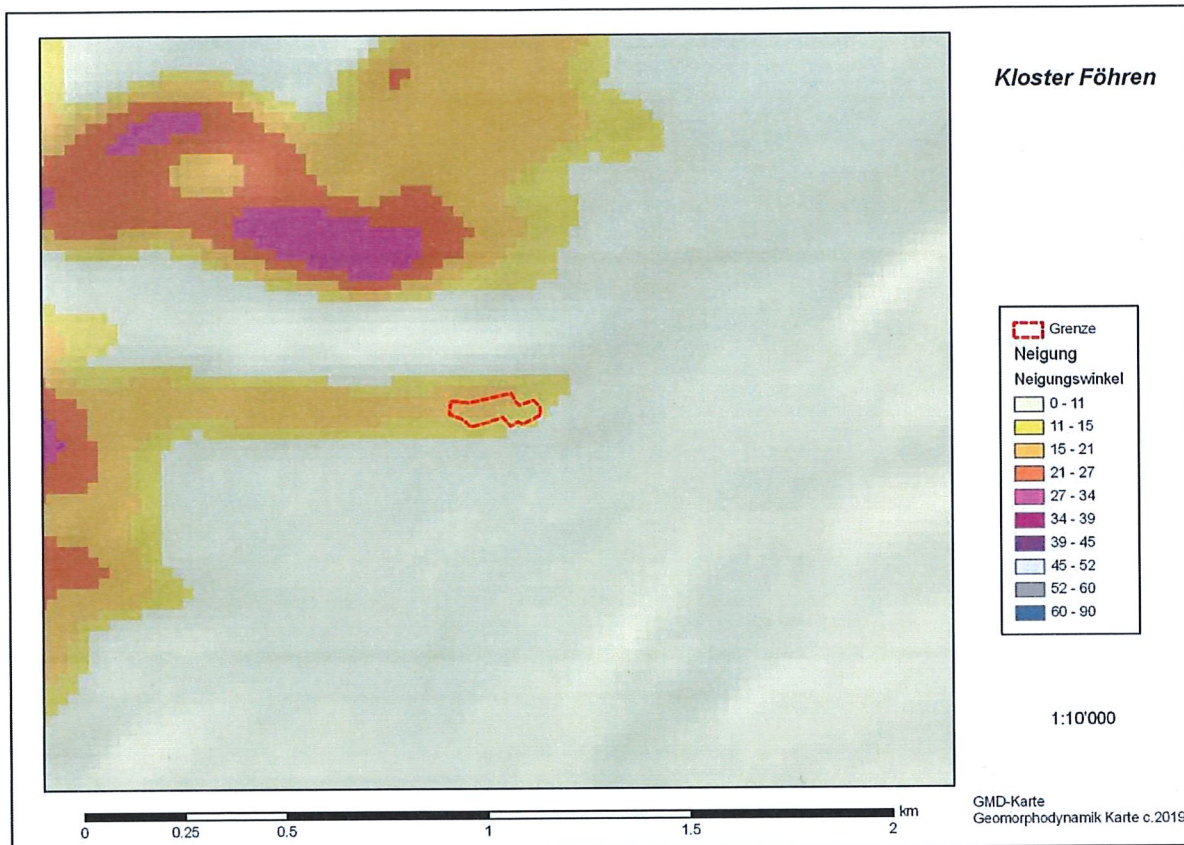 Kloster Föhren
Grenze
Neigung
Neigungswinkel
0 - 11
11 - 15
15 - 21
21 - 27
27 - 34
34 - 39
39 - 45
45 - 52
52 - 60
60 - 90
1:10'000
km
0 0.25 0.5 1 1.5 2
GMD-Karte
Geomorphodynamik Karte c.2019